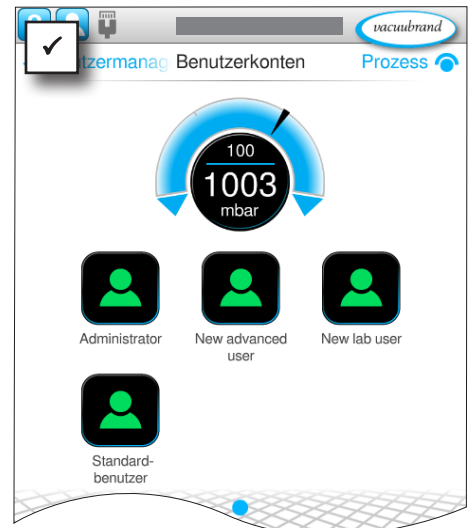 vacuubrand
tzermanag Benutzerkonten Prozess
100
1003
mbar
Administrator New advanced user New lab user
Standard-
benutzer